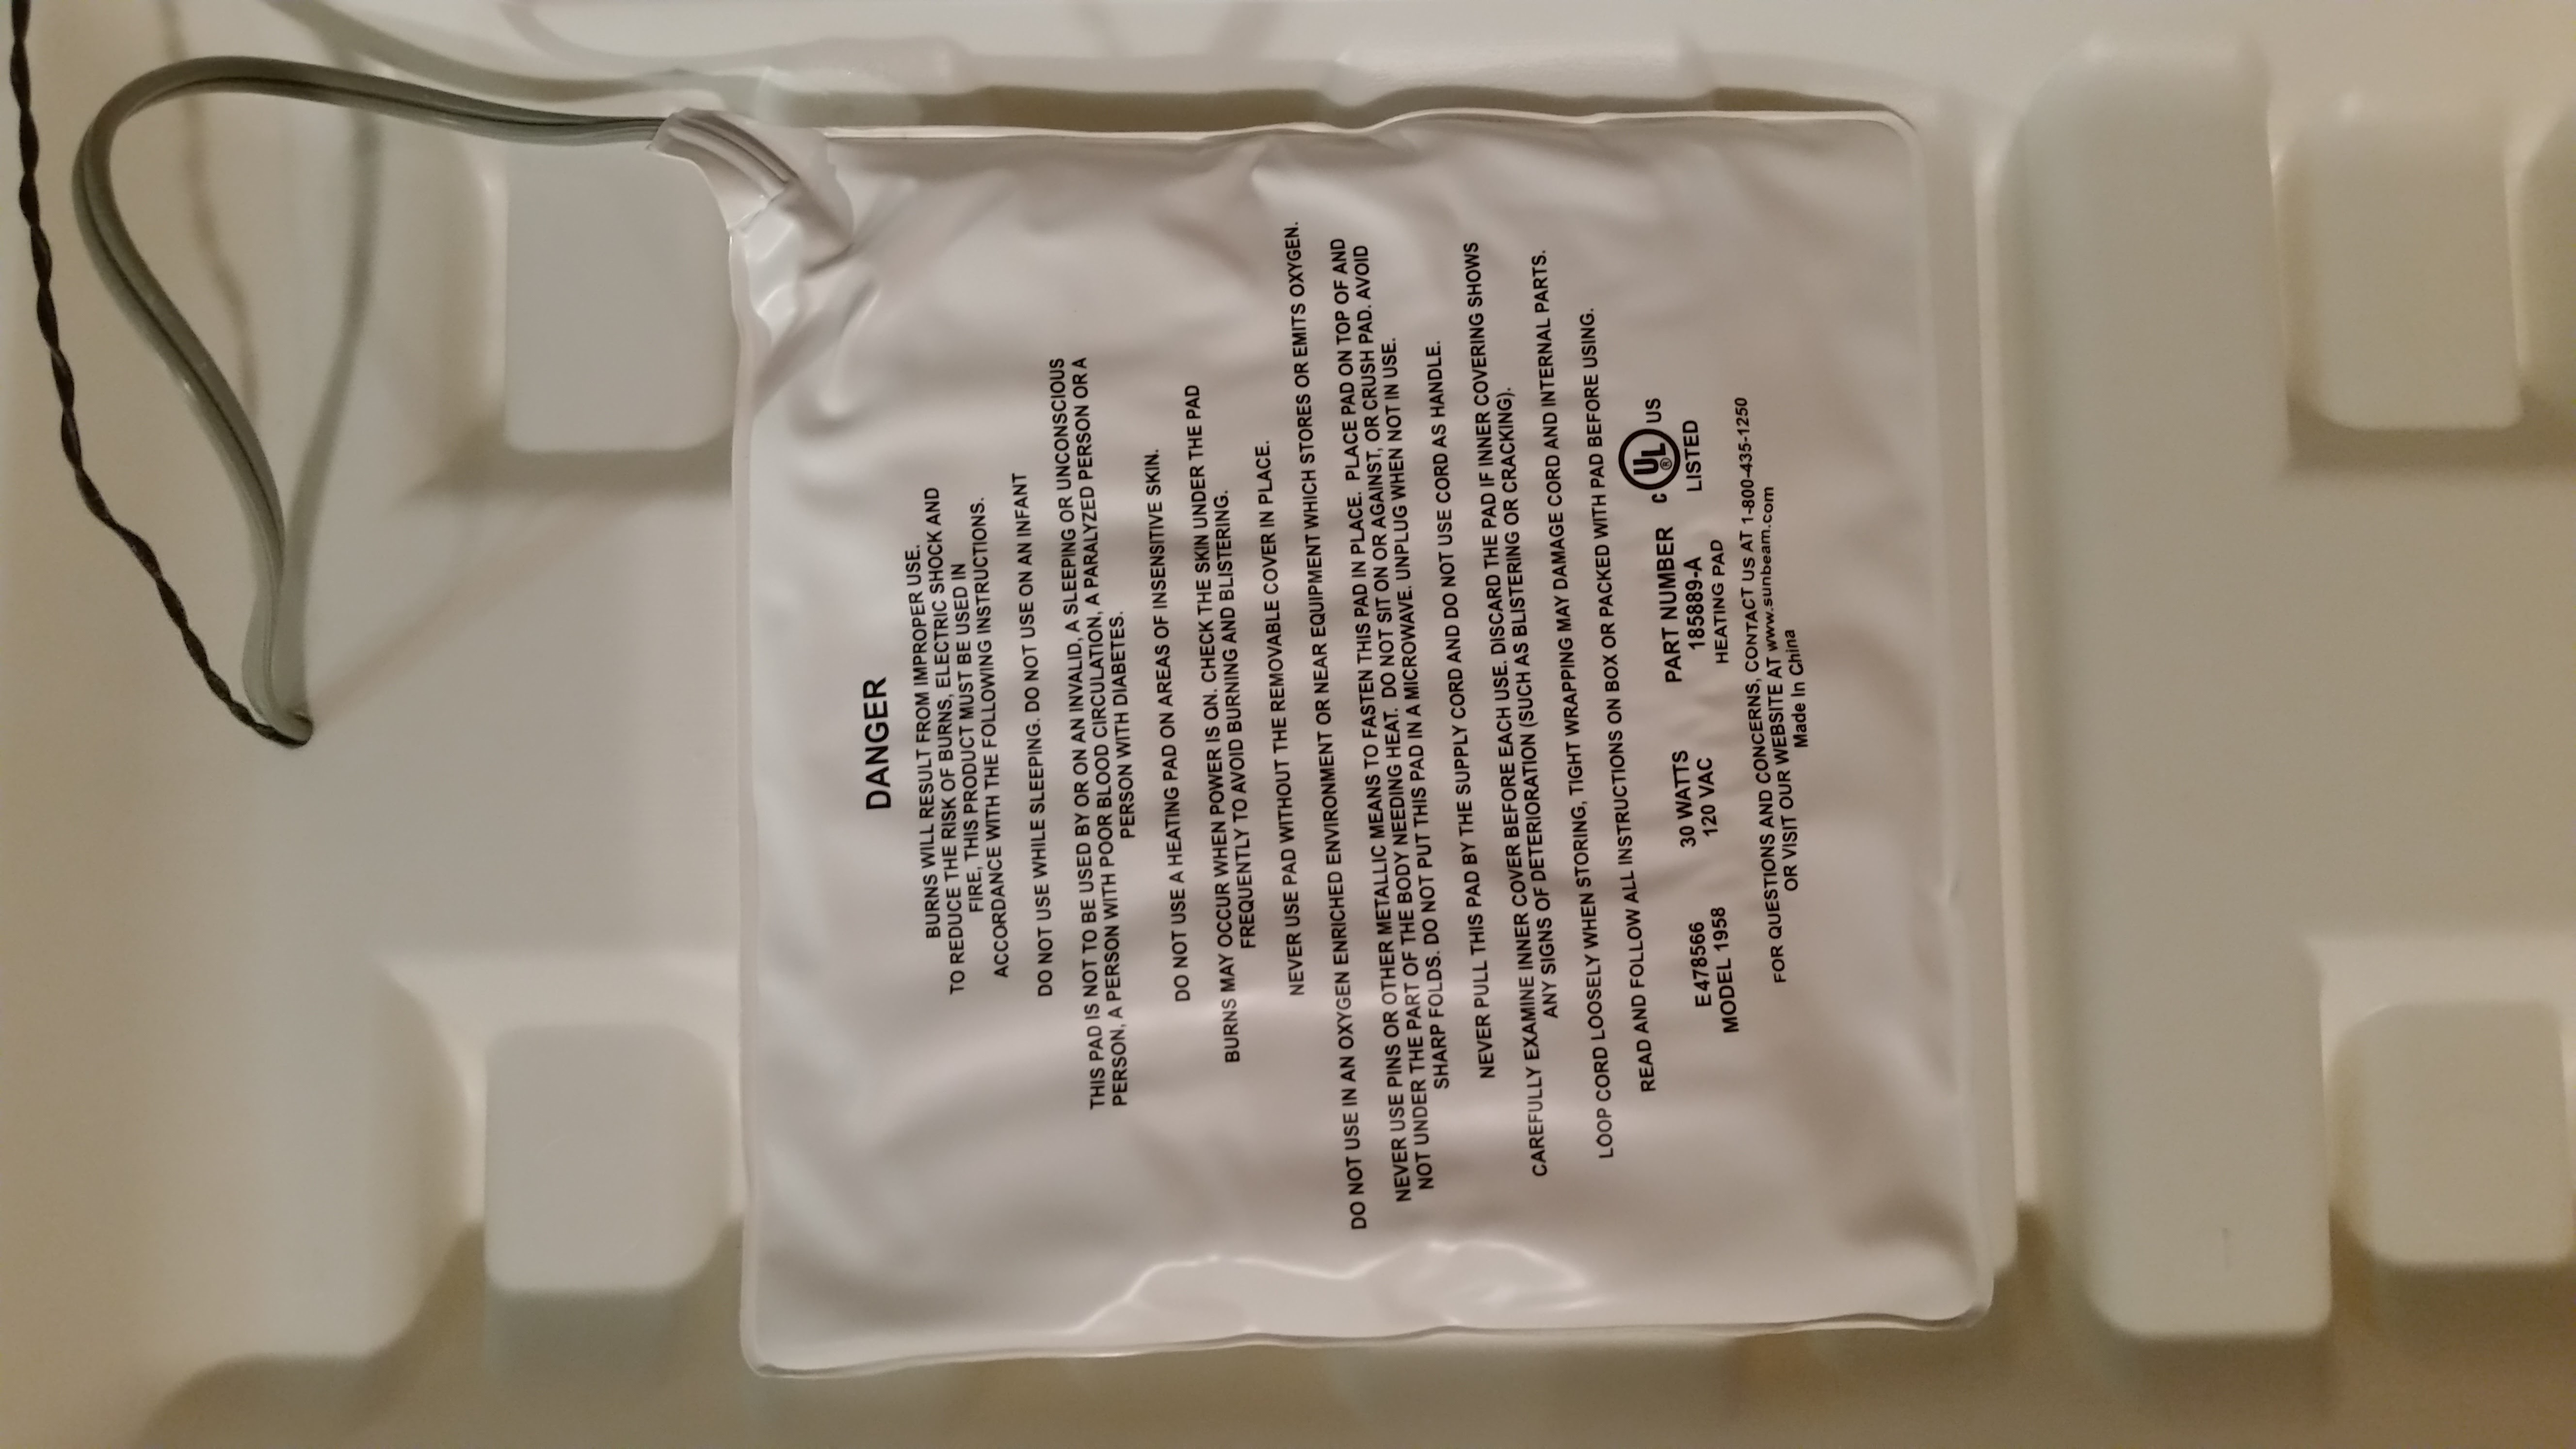 DANGER
BURNS WILL RESULT FROM IMPROPER USE.
TO REDUCE THE RISK OF BURNS, ELECTRIC SHOCK AND
FIRE, THIS PRODUCT MUST BE USED IN
ACCORDANCE WITH THE FOLLOWING INSTRUCTIONS.
DO NOT USE WHILE SLEEPING. DO NOT USE ON AN INFANT
THIS PAD IS NOT TO BE USED BY OR ON AN INVALID, A SLEEPING OR UNCONSCIOUS
PERSON, A PERSON WITH POOR BLOOD CIRCULATION, A PARALYZED PERSON OR A
PERSON WITH DIABETES.
DO NOT USE A HEATING PAD ON AREAS OF INSENSITIVE SKIN.
BURNS MAY OCCUR WHEN POWER IS ON. CHECK THE SKIN UNDER THE PAD
FREQUENTLY TO AVOID BURNING AND BLISTERING.
NEVER USE PAD WITHOUT THE REMOVABLE COVER IN PLACE.
DO NOT USE IN AN OXYGEN ENRICHED ENVIRONMENT OR NEAR EQUIPMENT WHICH STORES OR EMITS OXYGEN.
NEVER USE PINS OR OTHER METALLIC MEANS TO FASTEN THIS PAD IN PLACE. PLACE PAD ON TOP OF AND
NOT UNDER THE PART OF THE BODY NEEDING HEAT. DO NOT SIT ON OR AGAINST, OR CRUSH PAD. AVOID
SHARP FOLDS. DO NOT PUT THIS PAD IN A MICROWAVE. UNPLUG WHEN NOT IN USE.
NEVER PULL THIS PAD BY THE SUPPLY CORD AND DO NOT USE CORD AS HANDLE.
CAREFULLY EXAMINE INNER COVER BEFORE EACH USE. DISCARD THE PAD IF INNER COVERING SHOWS
ANY SIGNS OF DETERIORATION (SUCH AS BLISTERING OR CRACKING).
LOOP CORD LOOSELY WHEN STORING, TIGHT WRAPPING MAY DAMAGE CORD AND INTERNAL PARTS.
READ AND FOLLOW ALL INSTRUCTIONS ON BOX OR PACKED WITH PAD BEFORE USING.
E 478566 30 WATTS PART NUMBER C UL ® US
MODEL 1958 120 VAC 185889-A LISTED
HEATING PAD
FOR QUESTIONS AND CONCERNS, CONTACT US AT 1-800-435-1250
OR VISIT OUR WEBSITE AT www.sunbeam.com
Made In China